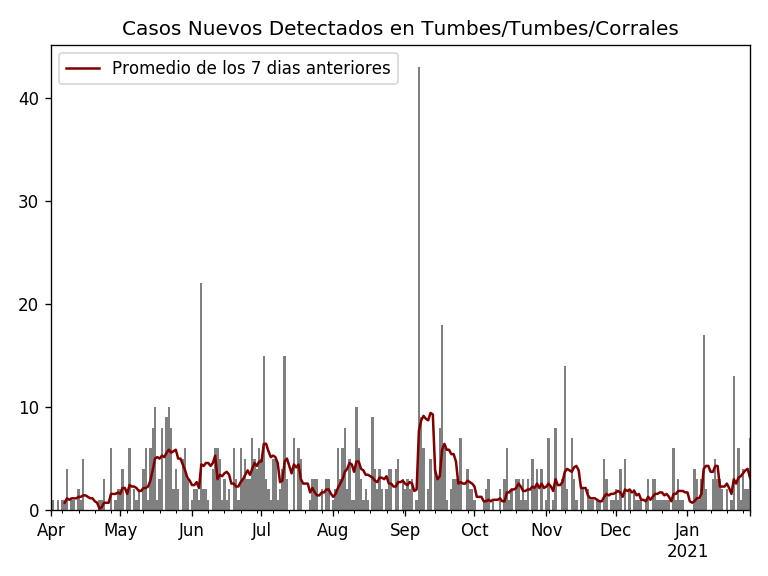 Casos Nuevos Detectados en Tumbes/Tumbes/Corrales
Promedio de los 7 dias anteriores
40
30
20
10
0
Apr May Jun Jul Aug Sep Oct Nov Dec Jan
2021